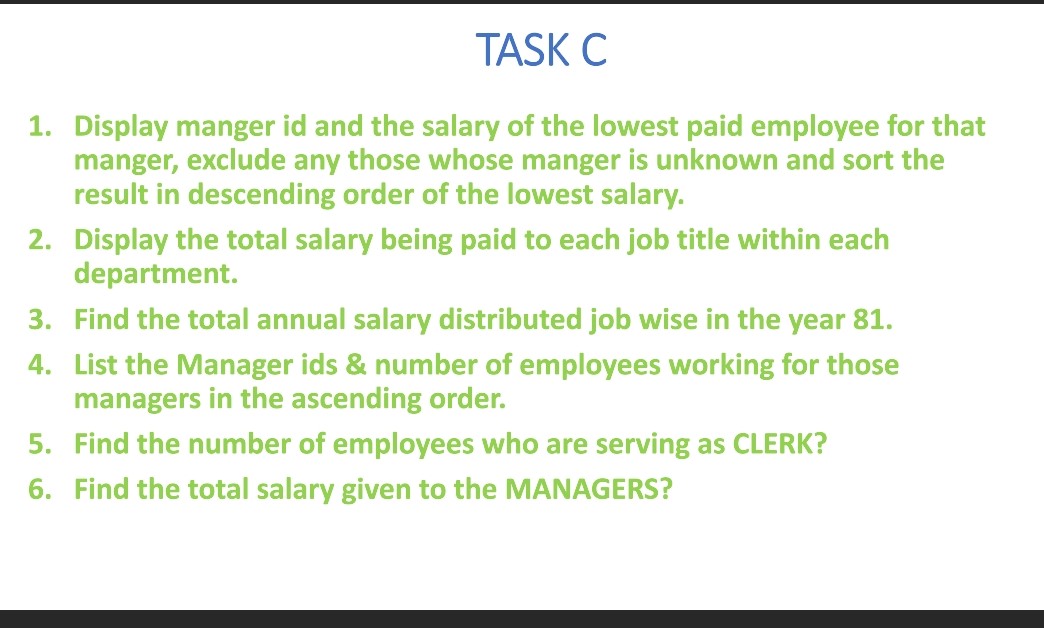 TASK C
1. Display manger id and the salary of the lowest paid employee for that
manger, exclude any those whose manger is unknown and sort the
result in descending order of the lowest salary.
2. Display the total salary being paid to each job title within each
department.
3. Find the total annual salary distributed job wise in the year 81.
4. List the Manager ids & number of employees working for those
managers in the ascending order.
5. Find the number of employees who are serving as CLERK?
6. Find the total salary given to the MANAGERS?